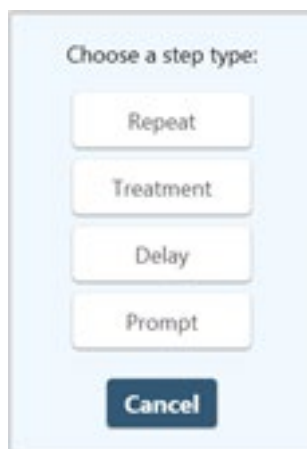 Choose a step type:
Repeat
Treatment
Delay
Prompt
Cancel